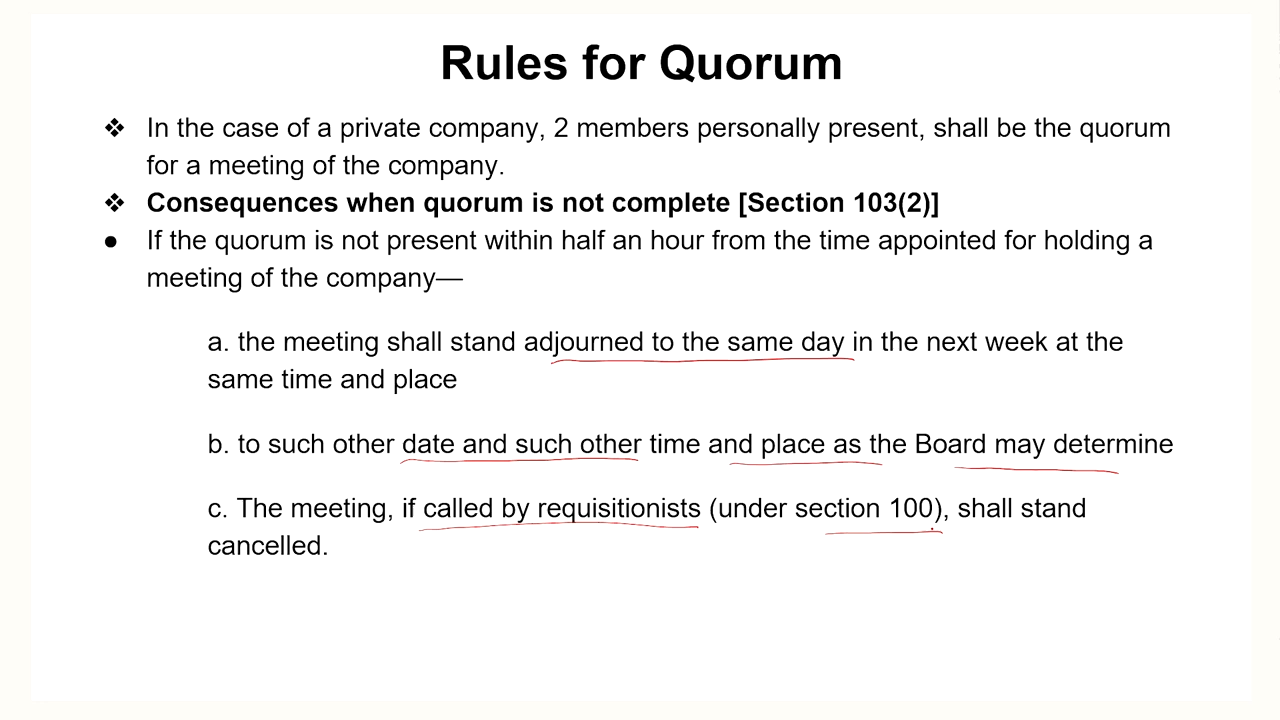 Rules for Quorum
❖ In the case of a private company, 2 members personally present, shall be the quorum
for a meeting of the company.
❖ Consequences when quorum is not complete [Section 103(2)]
● If the quorum is not present within half an hour from the time appointed for holding a
meeting of the company—
a. the meeting shall stand adjourned to the same day in the next week at the
same time and place
b. to such other date and such other time and place as the Board may determine
c. The meeting, if called by requisitionists (under section 100), shall stand
cancelled.